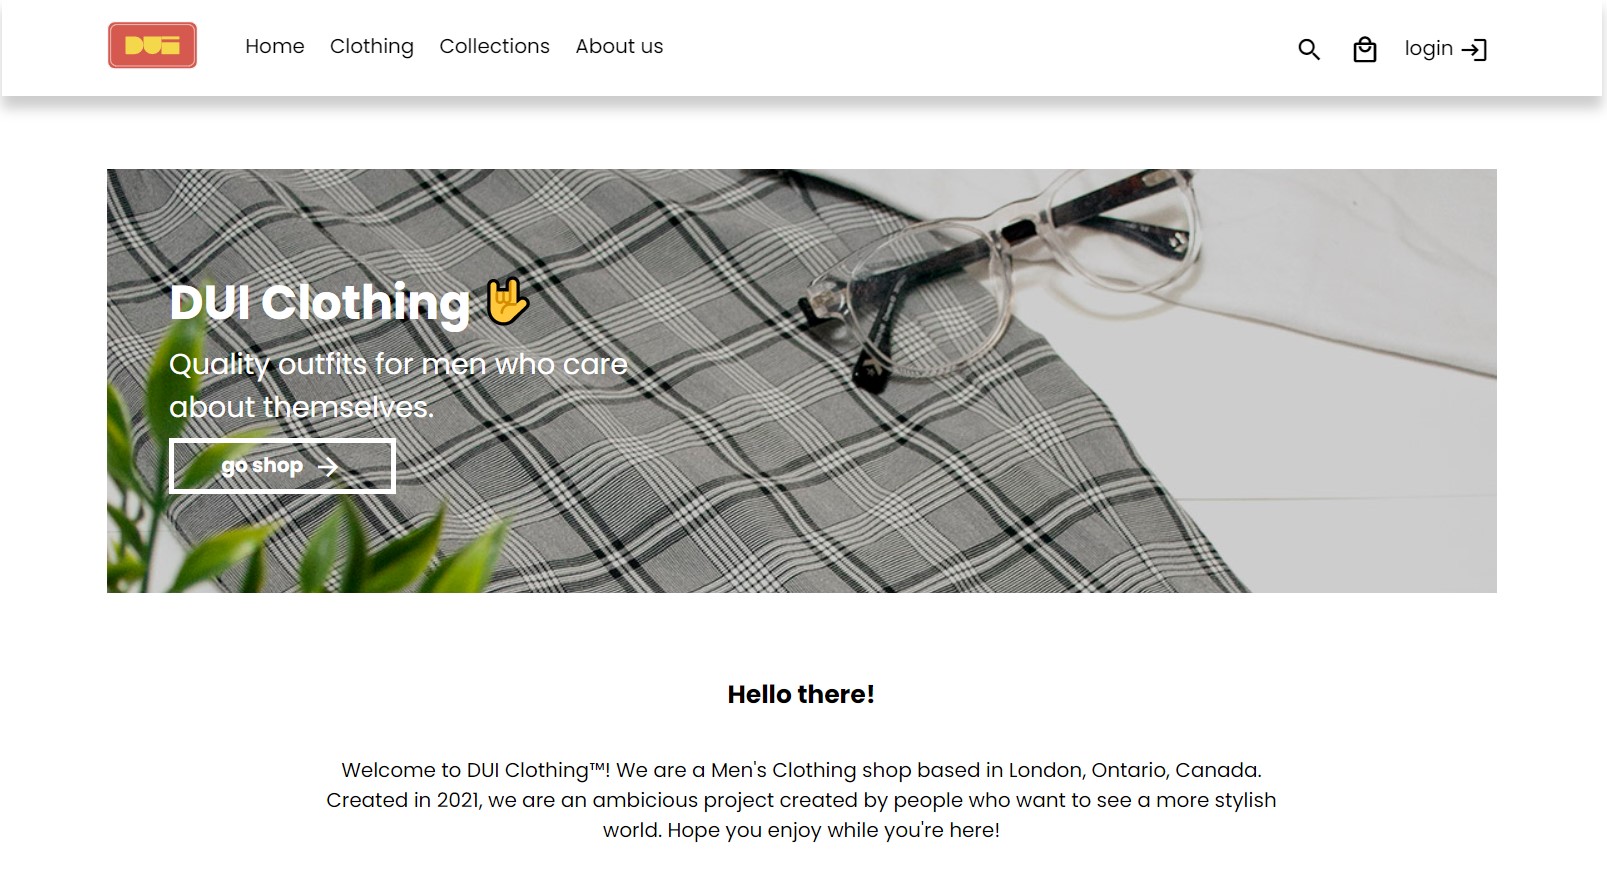 DUI
Home
Clothing
Collections
About us
login
DUI Clothing 🤟
Quality outfits for men who care
about themselves.
go shop →
Hello there!
Welcome to DUI Clothing™! We are a Men's Clothing shop based in London, Ontario, Canada.
Created in 2021, we are an ambicious project created by people who want to see a more stylish
world. Hope you enjoy while you're here!